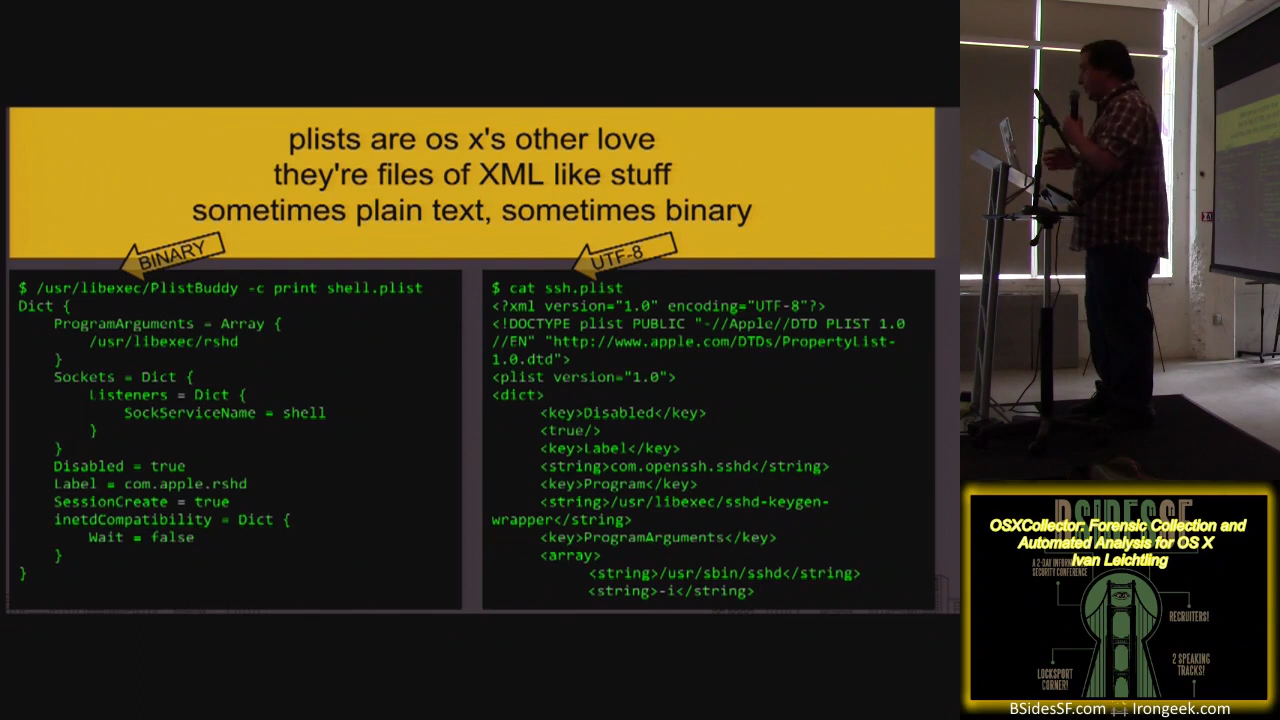 plists are os x's other love
they're files of XML like stuff
sometimes plain text, sometimes binary
BINARY
$ /usr/libexec/PlistBuddy -c print shell.plist
Dict {
    ProgramArguments = Array {
        /usr/libexec/rshd
    }
    Sockets = Dict {
        Listeners = Dict {
            SockServiceName = shell
        }
    }
    Disabled = true
    Label = com.apple.rshd
    SessionCreate = true
    inetdCompatibility = Dict {
        Wait = false
    }
}
UTF-8
$ cat ssh.plist
<?xml version="1.0" encoding="UTF-8"?>
<!DOCTYPE plist PUBLIC "-//Apple//DTD PLIST 1.0
//EN" "http://www.apple.com/DTDs/PropertyList-
1.0.dtd">
<plist version="1.0">
<dict>
<key>Disabled</key>
<true/>
<key>Label</key>
<string>com.openssh.sshd</string>
<key>Program</key>
<string>/usr/libexec/sshd-keygen-
wrapper</string>
<key>ProgramArguments</key>
<array>
<string>/usr/sbin/sshd</string>
<string>-i</string>
BSIDESSF
OSXCollector: Forensic Collection and
Automated Analysis for OS X
Ivan Leichtling
A 2-DAY INFORM
SECURITY CONFERENCE
RECRUITERS!
LOCKSPORT
CORNER!
2 SPEAKING
TRACKS!
BSidesSF.com Irongeek.com